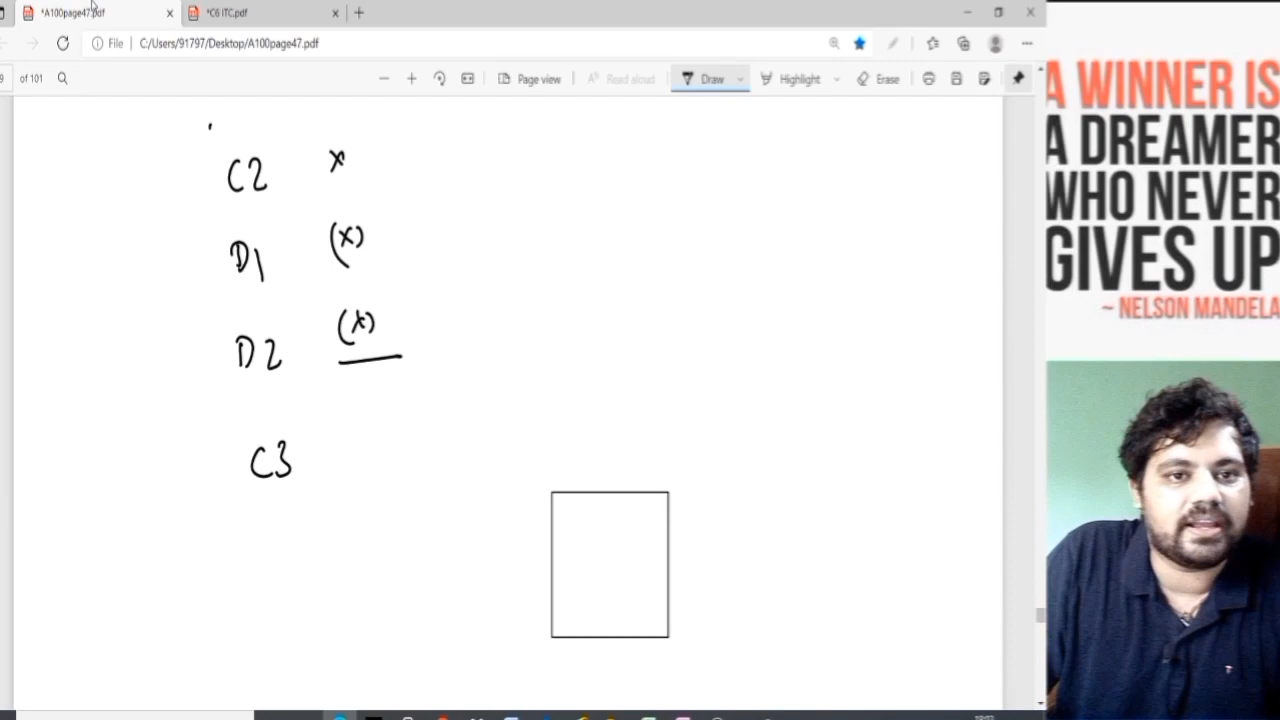 *A100page47.pdf
*C6 ITC.pdf
File
C:/Users/91797/Desktop/A100page47.pdf
9 of 101
Page view
Read aloud
Draw
Highlight
Erase
C2 x
D1 (x)
D2 (x)
C3
A WINNER IS
A DREAMER
WHO NEVER
GIVES UP
~ NELSON MANDELA